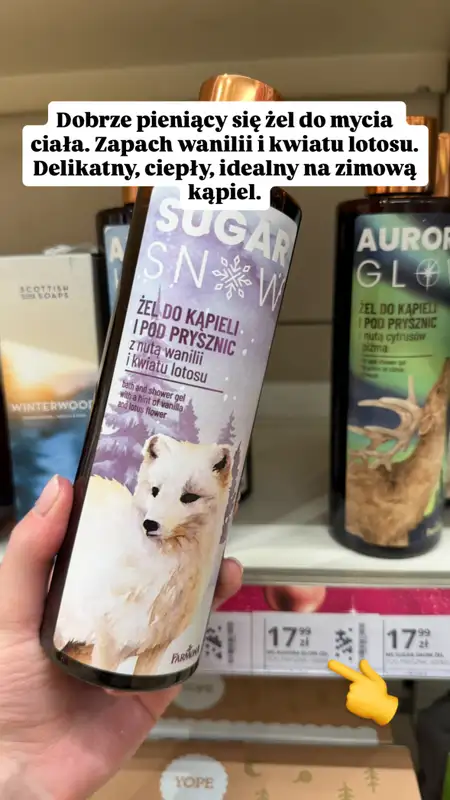 Dobrze pieniący się żel do mycia
ciała. Zapach wanilii i kwiatu lotosu.
Delikatny, ciepły, idealny na zimową
kąpiel.
SUGAR
SNOW
ŻEL DO KĄPIELI
I POD PRYSZNIC
z nutą wanilii
i kwiatu lotosu
bath and shower gel
with a hint of vanilla
and lotus flower
FARMONA
SCOTTISH
SOAPS
WINTERWOOD
AUROR
GLOW
ŻEL DO KĄPIELI
I POD PRYSZNIC
z nutą cytrusów
i piżma
17 99
zł
17 99
zł
YOPE
YOPE